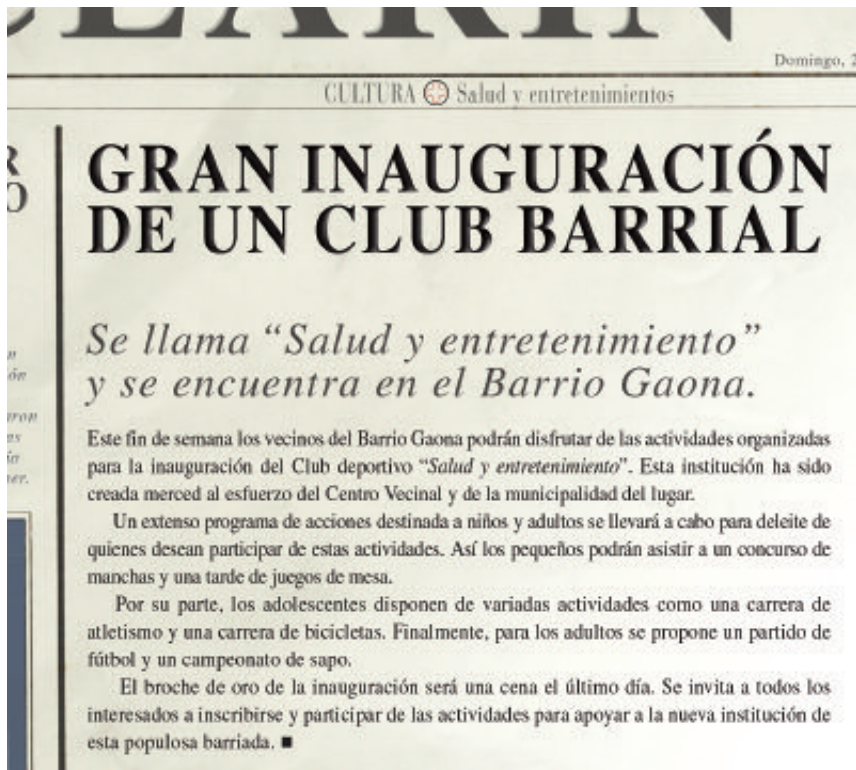 Domingo, 2
CULTURA Salud y entretenimientos
GRAN INAUGURACIÓN
DE UN CLUB BARRIAL
Se llama “Salud y entretenimiento”
y se encuentra en el Barrio Gaona.
Este fin de semana los vecinos del Barrio Gaona podrán disfrutar de las actividades organizadas
para la inauguración del Club deportivo “Salud y entretenimiento”. Esta institución ha sido
creada merced al esfuerzo del Centro Vecinal y de la municipalidad del lugar.
Un extenso programa de acciones destinada a niños y adultos se llevará a cabo para deleite de
quienes desean participar de estas actividades. Así los pequeños podrán asistir a un concurso de
manchas y una tarde de juegos de mesa.
Por su parte, los adolescentes disponen de variadas actividades como una carrera de
atletismo y una carrera de bicicletas. Finalmente, para los adultos se propone un partido de
fútbol y un campeonato de sapo.
El broche de oro de la inauguración será una cena el último día. Se invita a todos los
interesados a inscribirse y participar de las actividades para apoyar a la nueva institución de
esta populosa barriada. ■